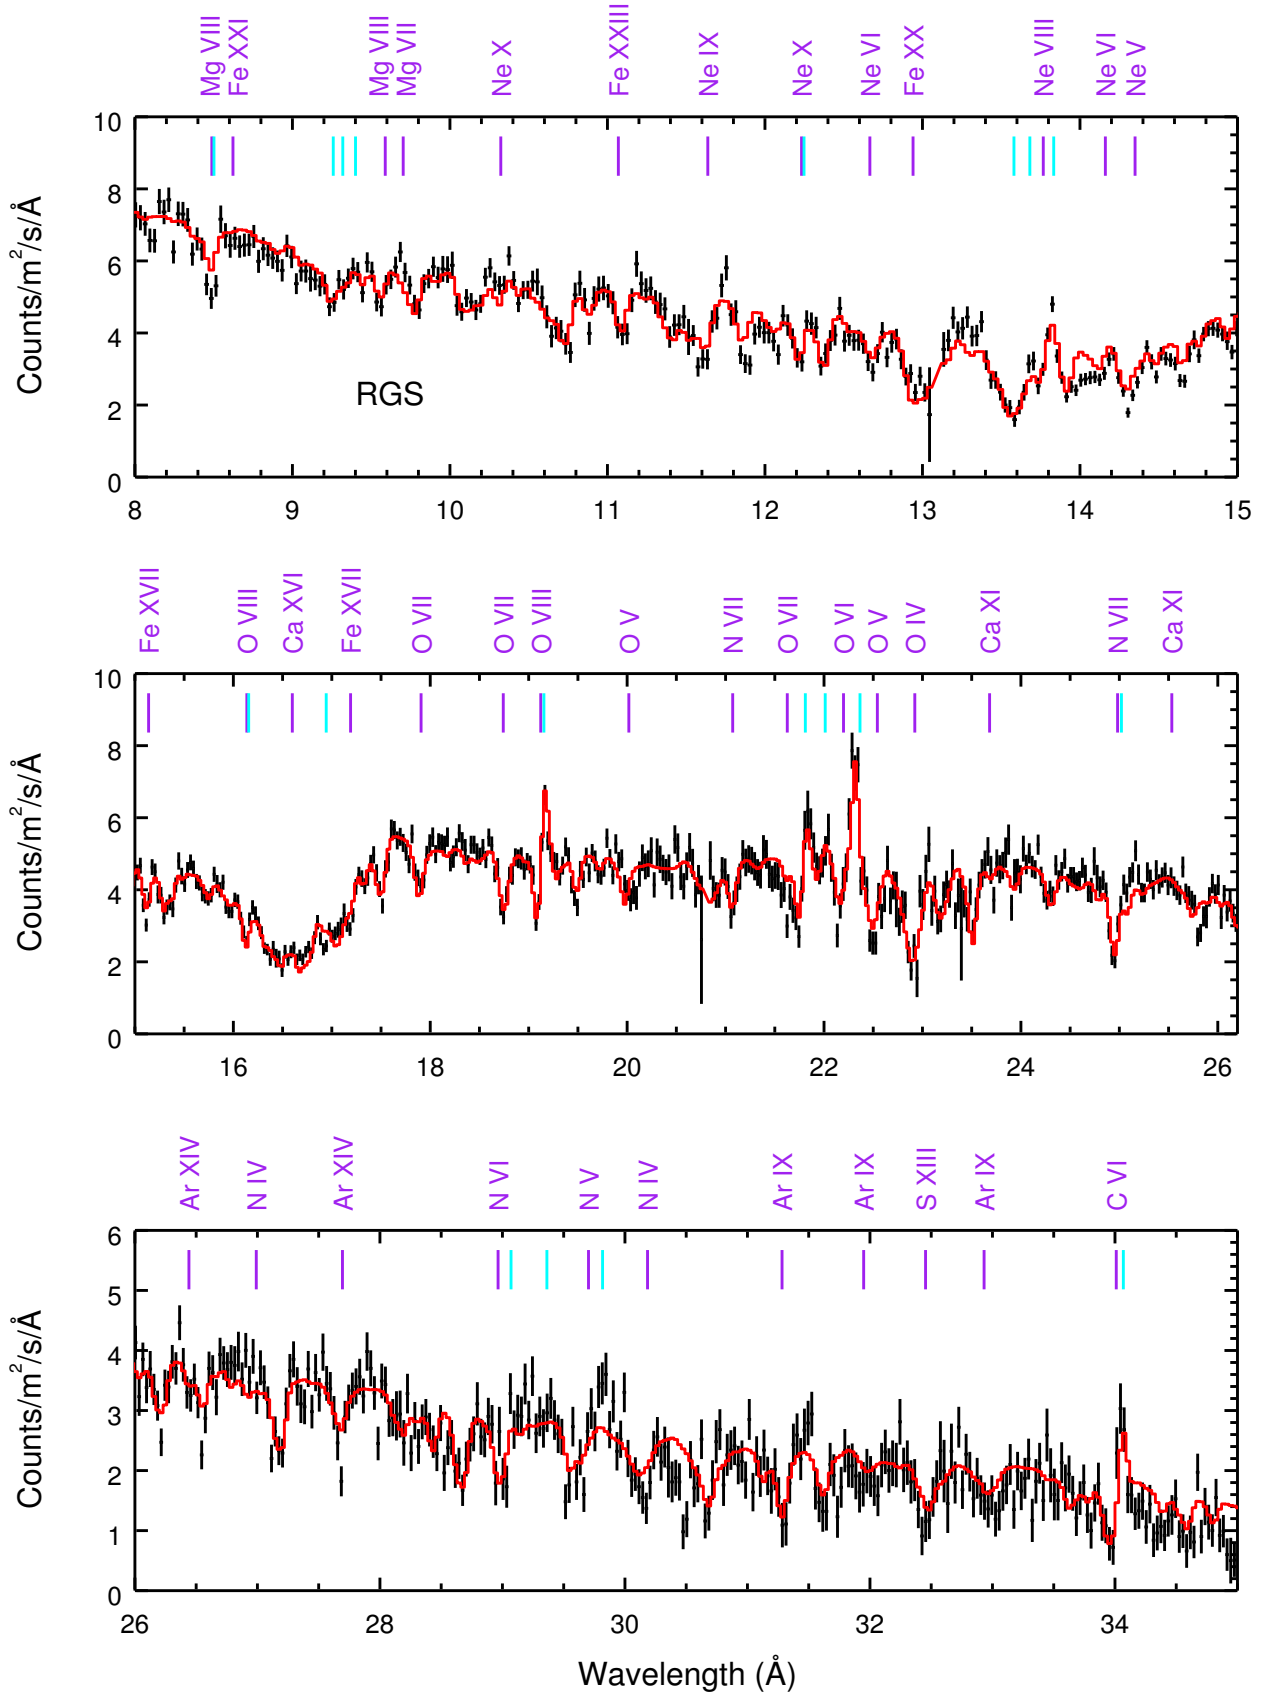 Mg VIII Fe XXI Mg VIII Mg VII Ne X Fe XXIII Ne IX Ne X Ne VI Fe XX Ne VIII Ne VI Ne V
10
8
6
4
2
0
Counts/m²/s/Å
RGS
8 9 10 11 12 13 14 15
Fe XVII O VIII Ca XVI Fe XVII O VII O VII O VIII O V N VII O VII O VI O V O IV Ca XI N VII Ca XI
10
8
6
4
2
0
Counts/m²/s/Å
16 18 20 22 24 26
Ar XIV N IV Ar XIV N VI N V N IV Ar IX Ar IX S XIII Ar IX C VI
6
5
4
3
2
1
0
Counts/m²/s/Å
26 28 30 32 34
Wavelength (Å)